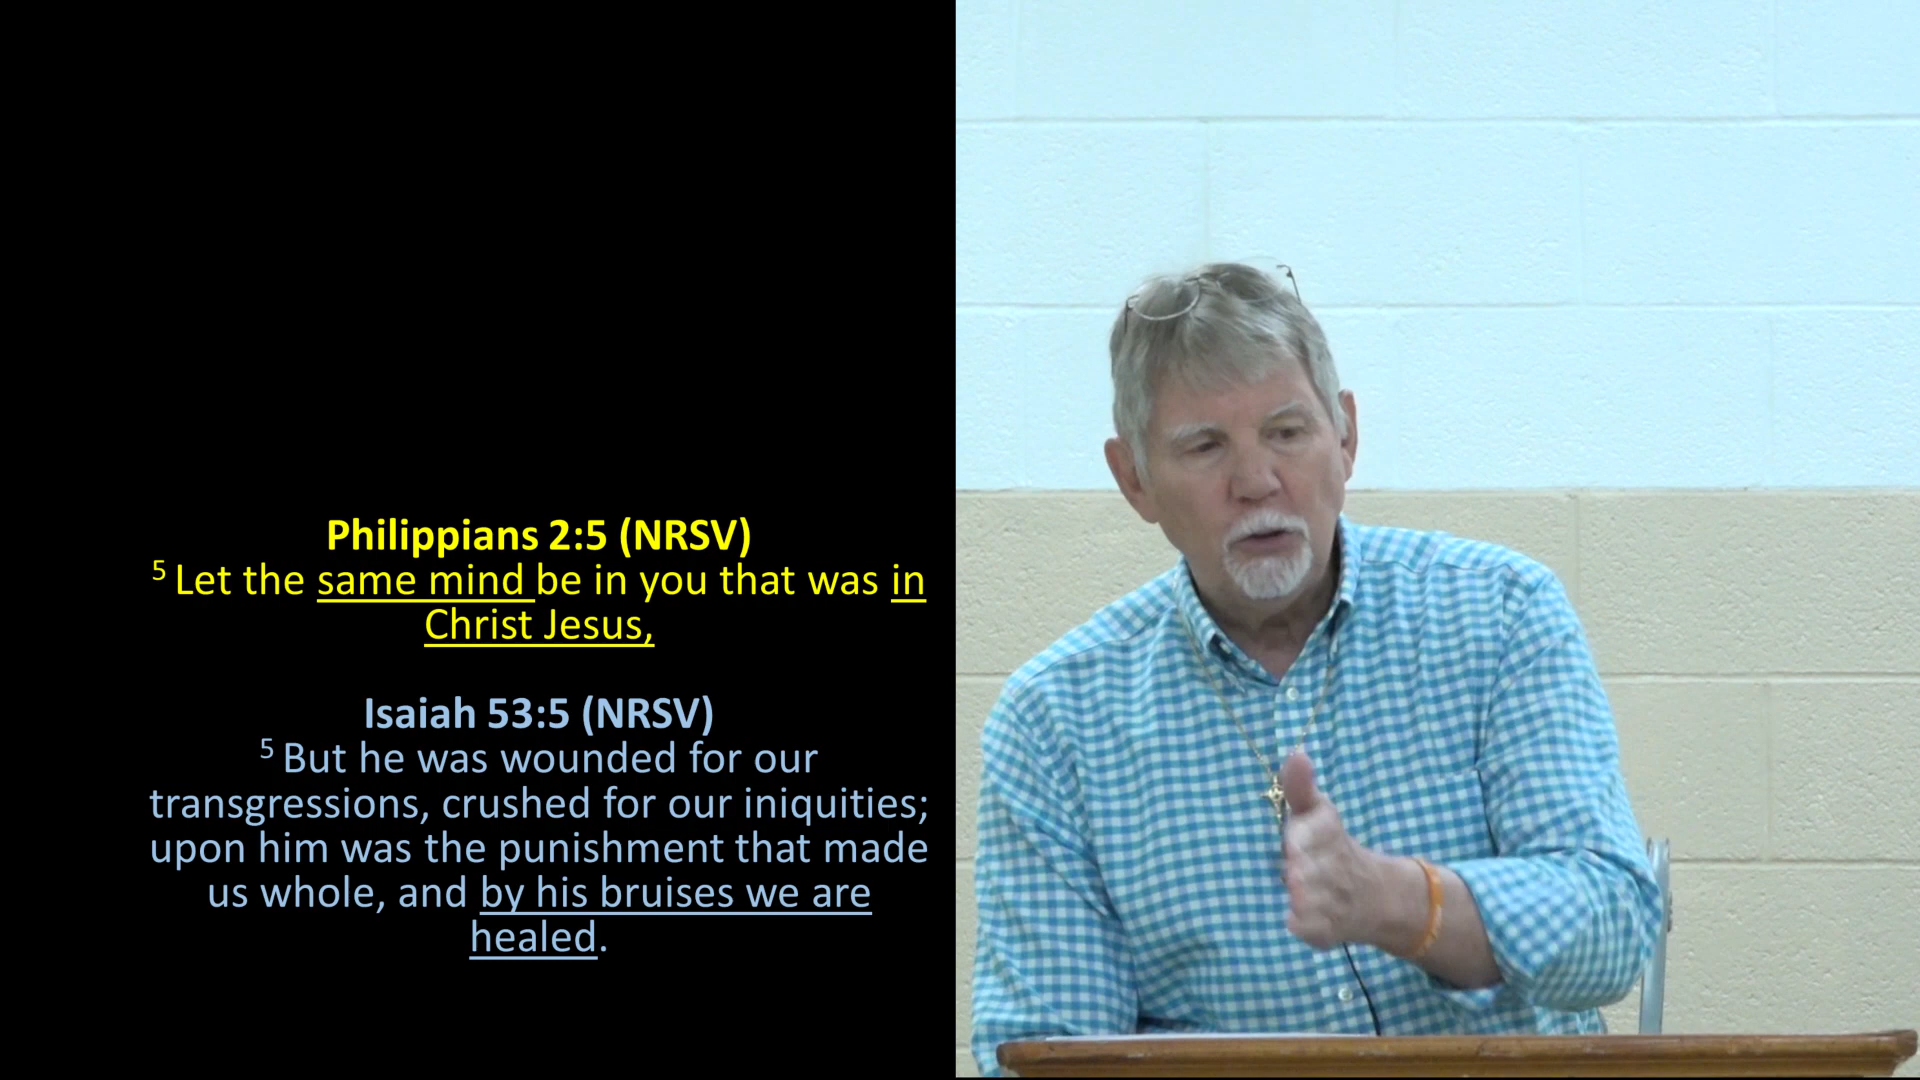 Philippians 2:5 (NRSV)
5 Let the same mind be in you that was in
Christ Jesus,
Isaiah 53:5 (NRSV)
5 But he was wounded for our
transgressions, crushed for our iniquities;
upon him was the punishment that made
us whole, and by his bruises we are
healed.